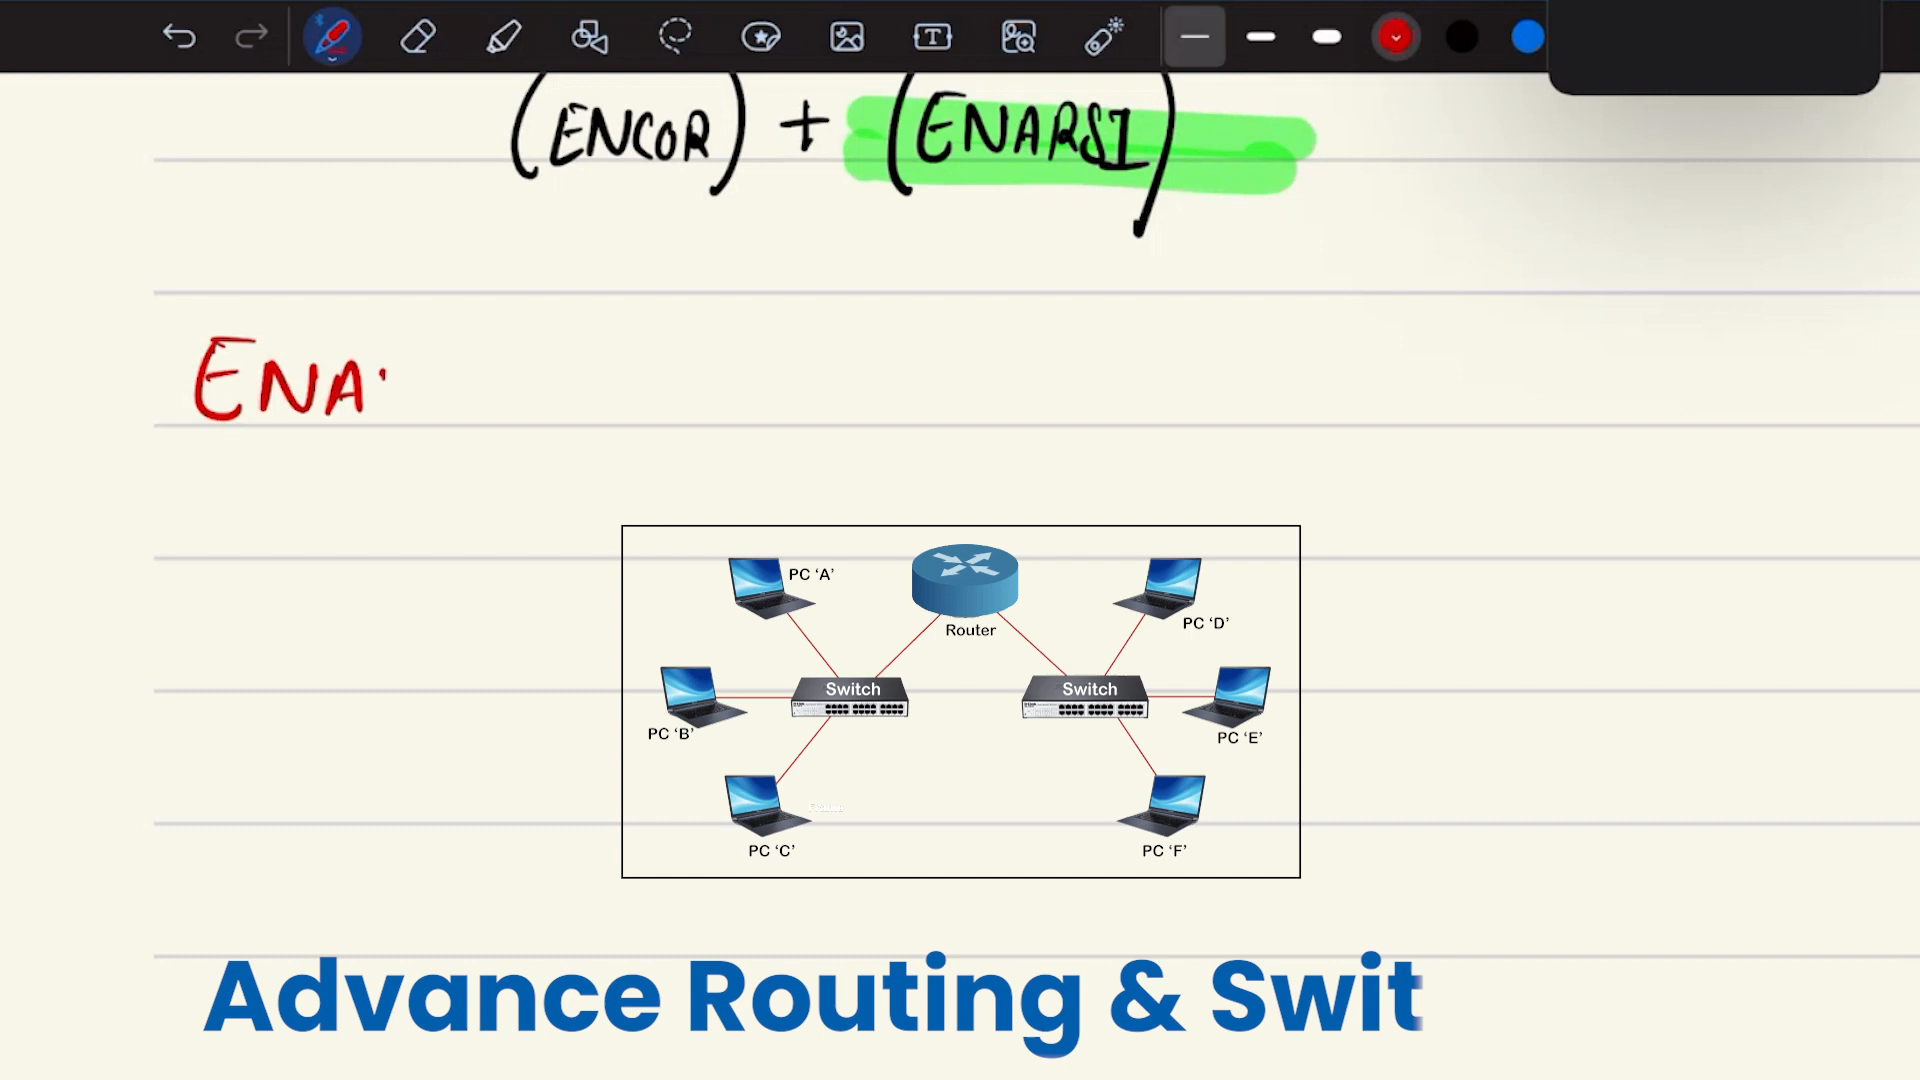 (ENCOR) + (ENARSI)
ENA
PC ‘A’
Router
PC ‘D’
Switch
Switch
PC ‘B’
PC ‘E’
PC ‘C’
PC ‘F’
Advance Routing & Swit